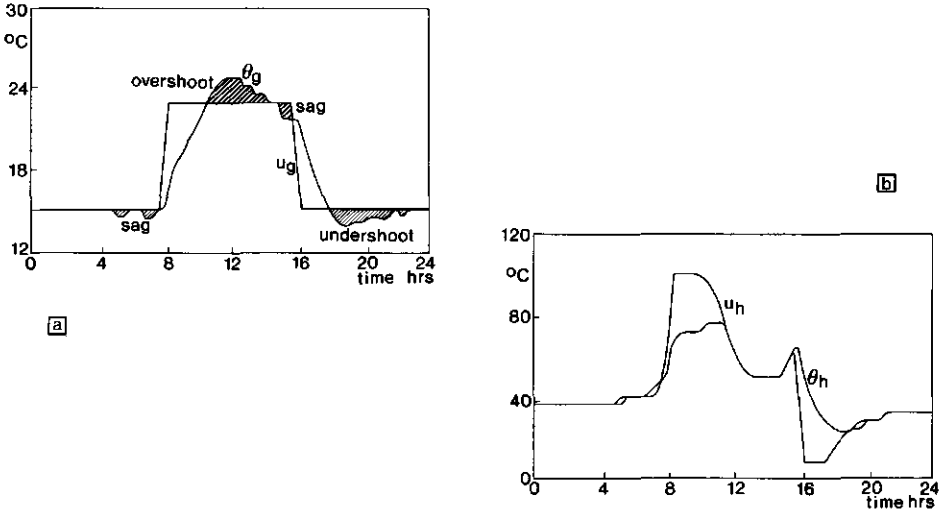 30
°C
24
18
12
overshoot
θg
sag
ug
sag
undershoot
0 4 8 12 16 20 24
time hrs
a
b
120
°C
80
40
0
uh
θh
0 4 8 12 16 20 24
time hrs